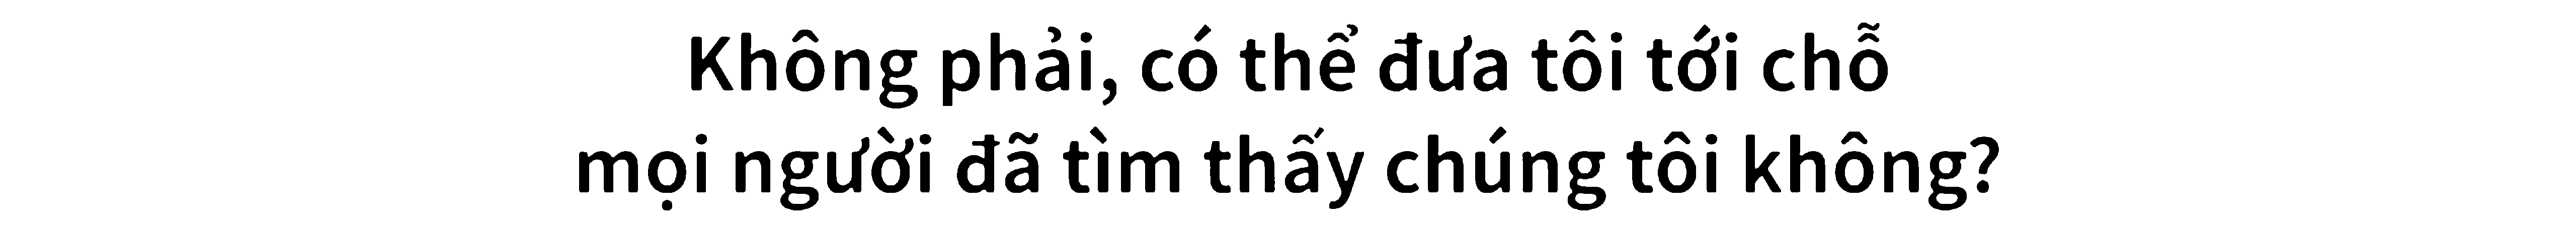 Không phải, có thể đưa tôi tới chỗ
mọi người đã tìm thấy chúng tôi không?